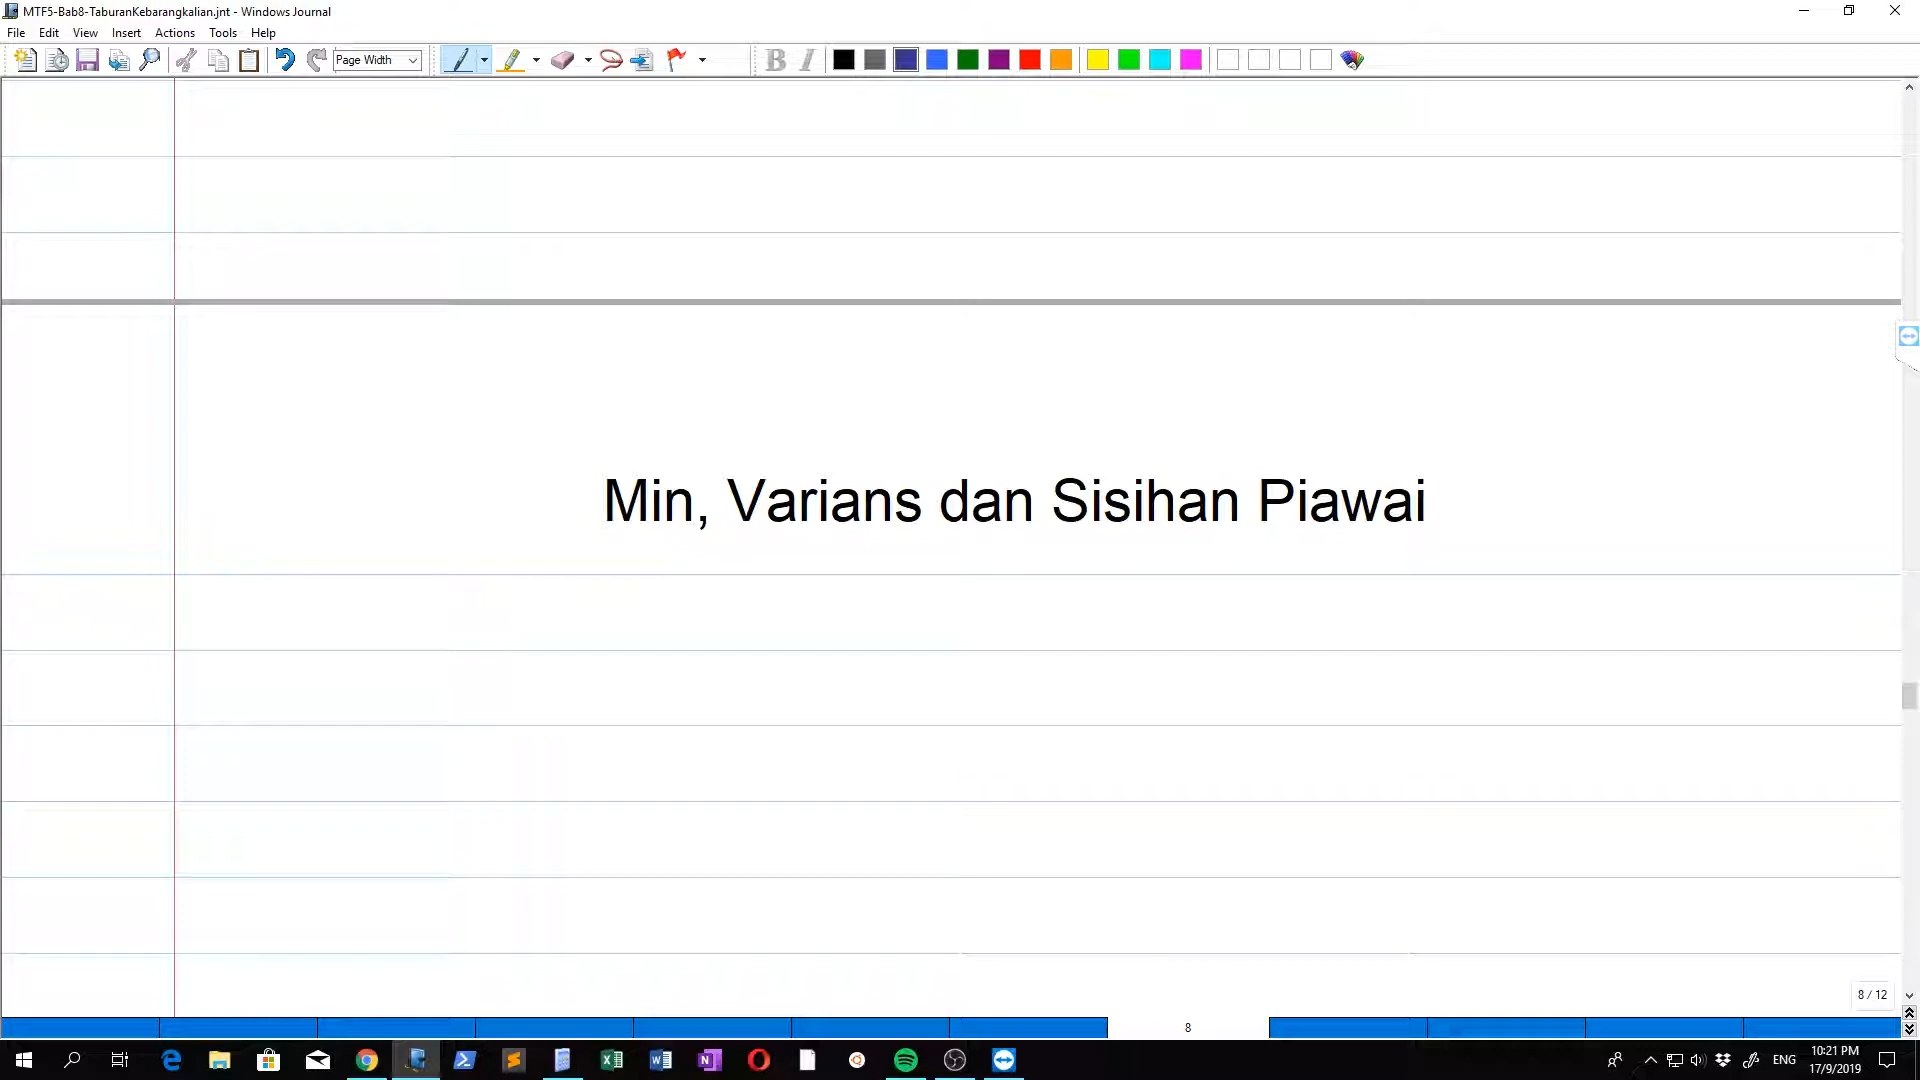 MTF5-Bab8-TaburanKebarangkalian.jnt - Windows Journal
File Edit View Insert Actions Tools Help
Page Width B I
Min, Varians dan Sisihan Piawai
8 / 12
8
ENG 10:21 PM
17/9/2019